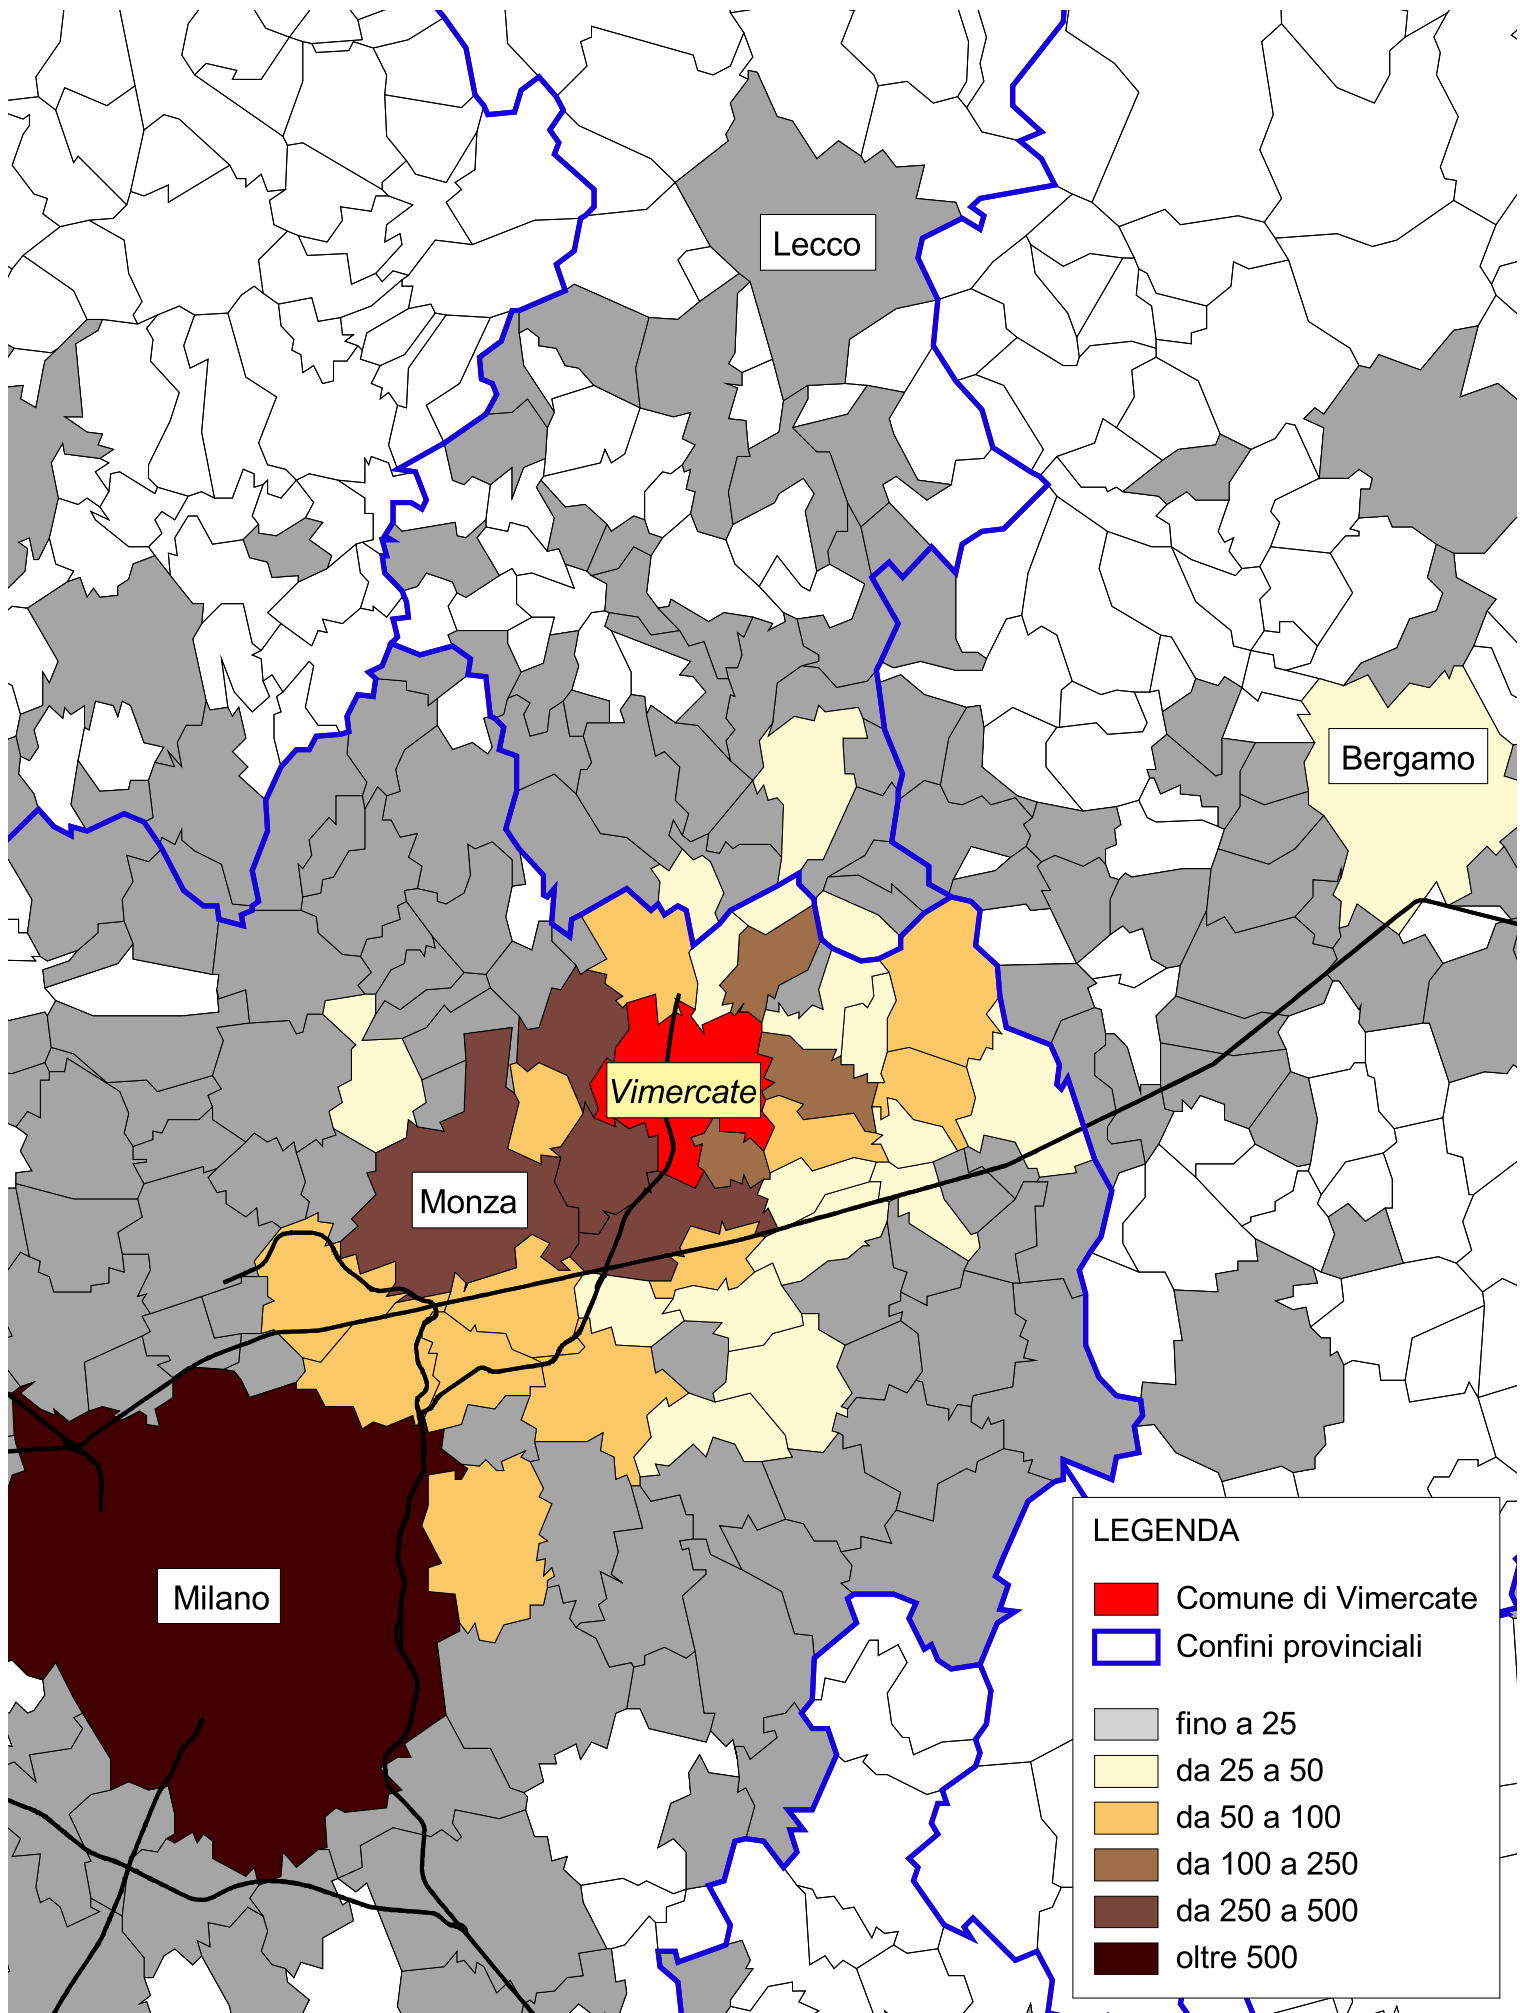 Lecco
Bergamo
Vimercate
Monza
Milano
LEGENDA
Comune di Vimercate
Confini provinciali
fino a 25
da 25 a 50
da 50 a 100
da 100 a 250
da 250 a 500
oltre 500